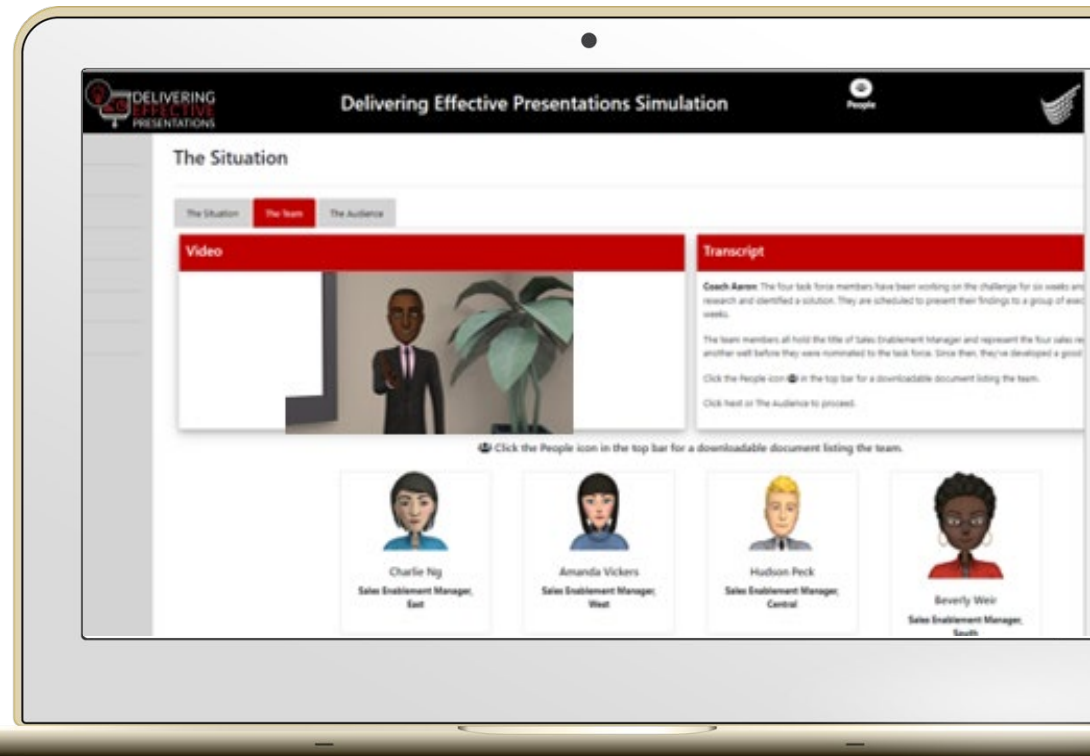 DELIVERING
EFFECTIVE
PRESENTATIONS
Delivering Effective Presentations Simulation
People
The Situation
The Situation
The Team
The Audience
Video
Transcript
Coach Aaron: The four task force members have been working on the challenge for six weeks and
research and identified a solution. They are scheduled to present their findings to a group of exec
weeks.
The team members all hold the title of Sales Enablement Manager and represent the four sales re
another well before they were nominated to the task force. Since then, they've developed a good
Click the People icon in the top bar for a downloadable document listing the team.
Click Next or The Audience to proceed.
Click the People icon in the top bar for a downloadable document listing the team.
Charlie Ng
Sales Enablement Manager,
East
Amanda Vickers
Sales Enablement Manager,
West
Hudson Peck
Sales Enablement Manager,
Central
Beverly Weir
Sales Enablement Manager,
South